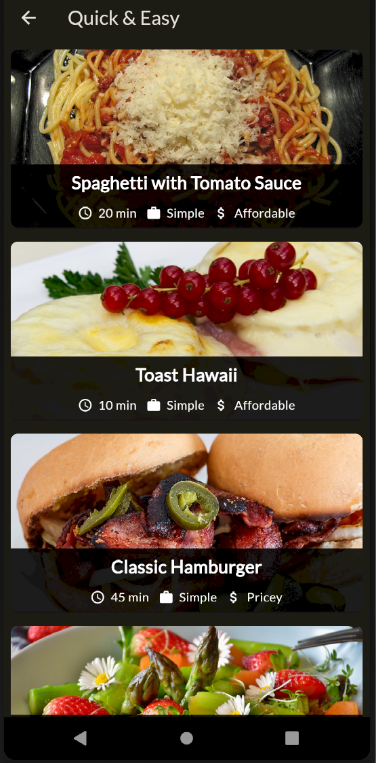 Quick & Easy
Spaghetti with Tomato Sauce
20 min Simple $ Affordable
Toast Hawaii
10 min Simple $ Affordable
Classic Hamburger
45 min Simple $ Pricey